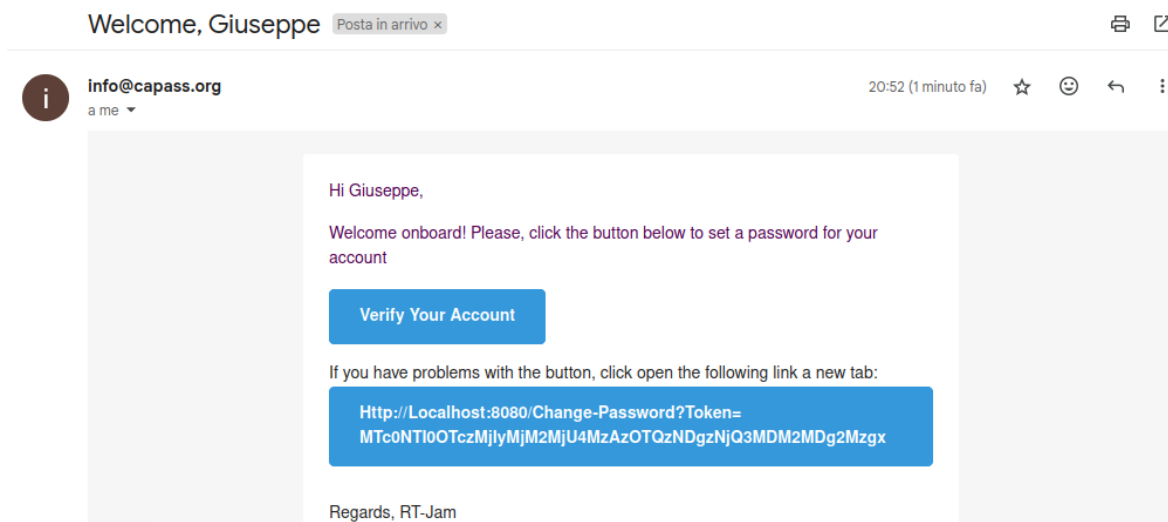 Welcome, Giuseppe Posta in arrivo ×
i
info@capass.org 20:52 (1 minuto fa)
a me
Hi Giuseppe,
Welcome onboard! Please, click the button below to set a password for your
account
Verify Your Account
If you have problems with the button, click open the following link a new tab:
Http://Localhost:8080/Change-Password?Token=
MTc0NTI0OTczMjIyMjM2MjU4MzAzOTQzNDgzNjQ3MDM2MDg2Mzgx
Regards, RT-Jam